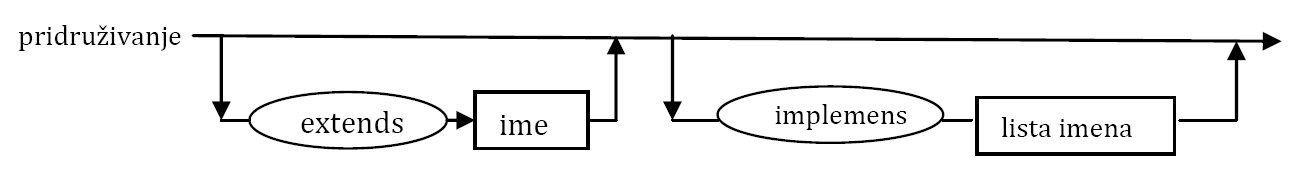 pridruživanje
extends
ime
implemens
lista imena